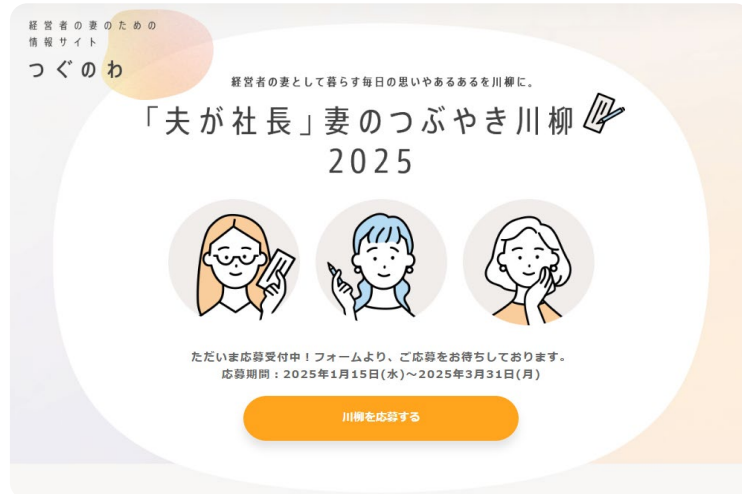 経営者の妻のための
情報サイト
つぐのわ
経営者の妻として暮らす毎日の思いやあるあるを川柳に。
「夫が社長」妻のつぶやき川柳
2025
ただいま応募受付中！フォームより、ご応募をお待ちしております。
応募期間：2025年1月15日(水)～2025年3月31日(月)
川柳を応募する